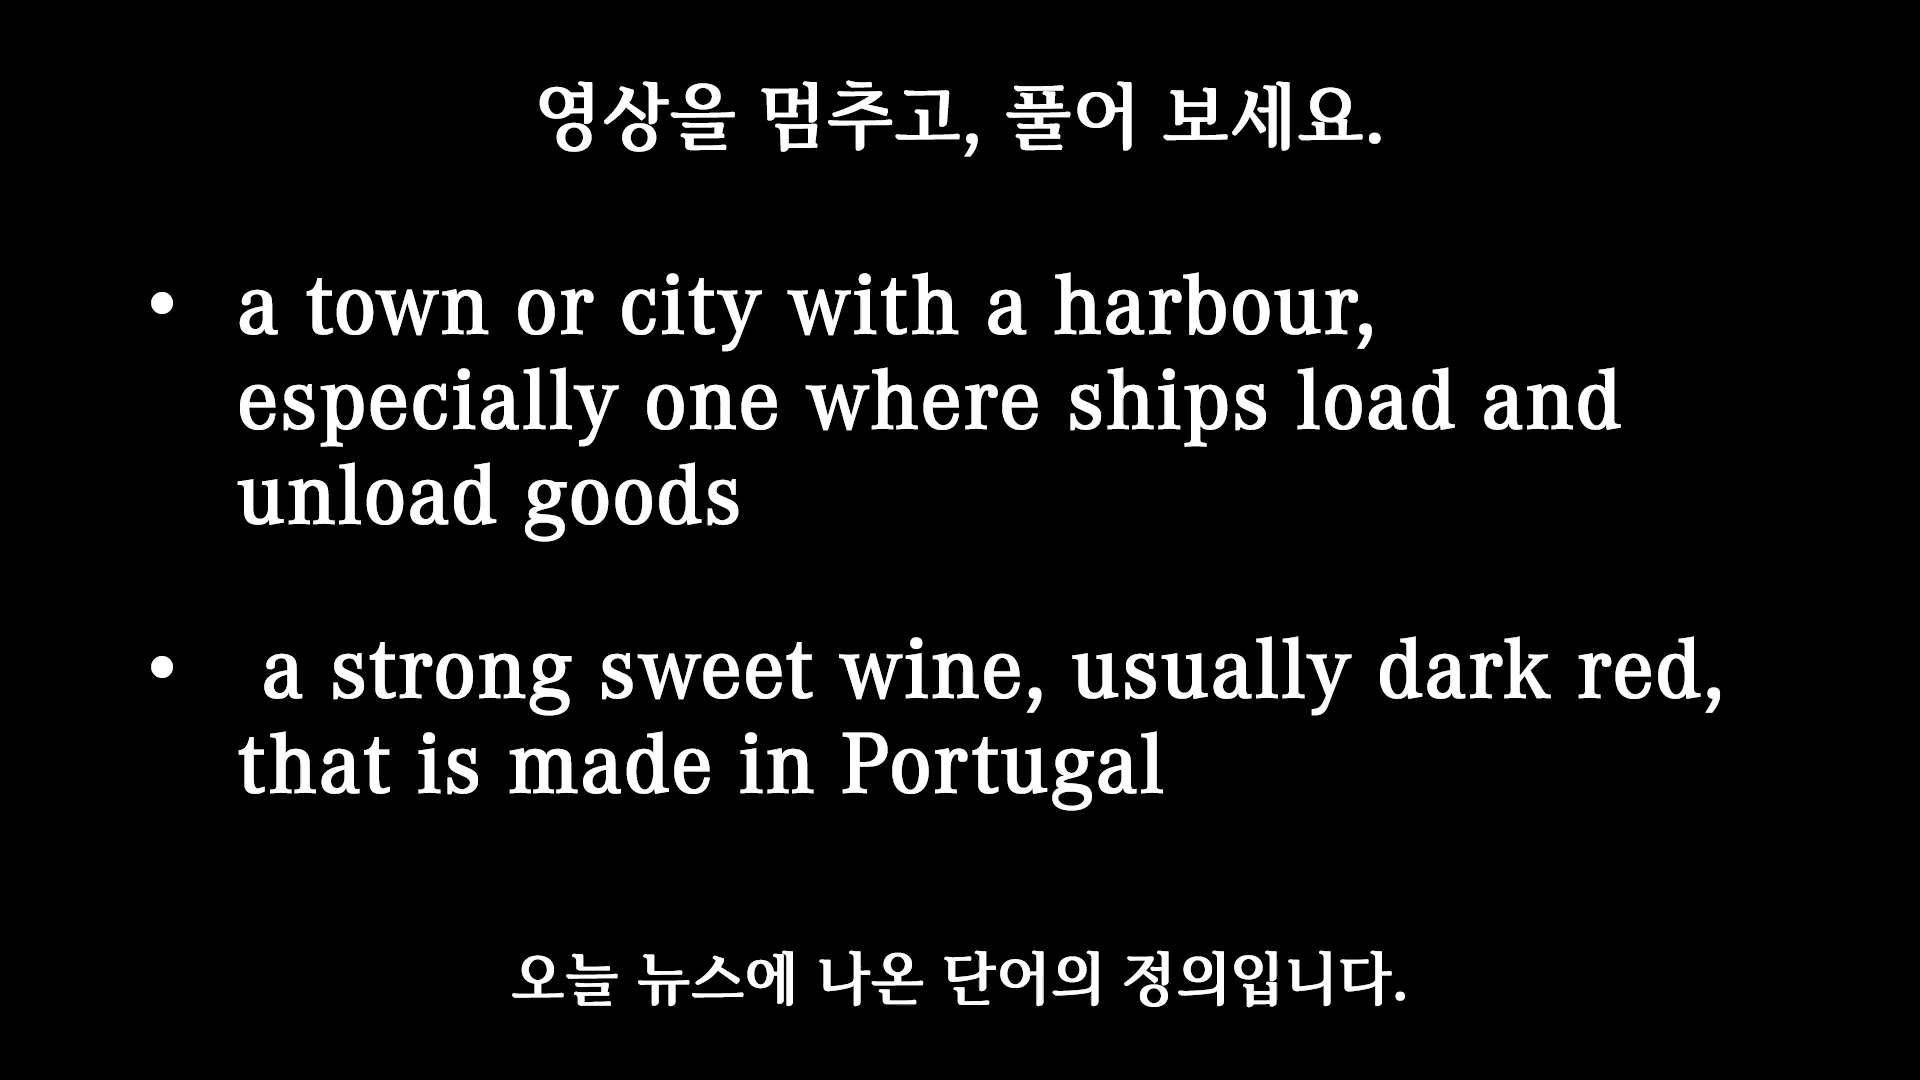 영상을 멈추고, 풀어 보세요.
• a town or city with a harbour,
especially one where ships load and
unload goods
• a strong sweet wine, usually dark red,
that is made in Portugal
오늘 뉴스에 나온 단어의 정의입니다.